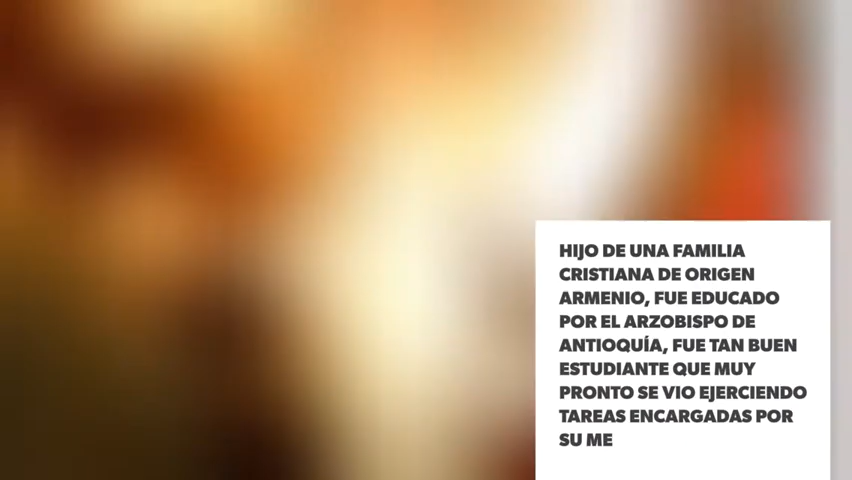 HIJO DE UNA FAMILIA
CRISTIANA DE ORIGEN
ARMENIO, FUE EDUCADO
POR EL ARZOBISPO DE
ANTIOQUÍA, FUE TAN BUEN
ESTUDIANTE QUE MUY
PRONTO SE VIO EJERCIENDO
TAREAS ENCARGADAS POR
SU ME